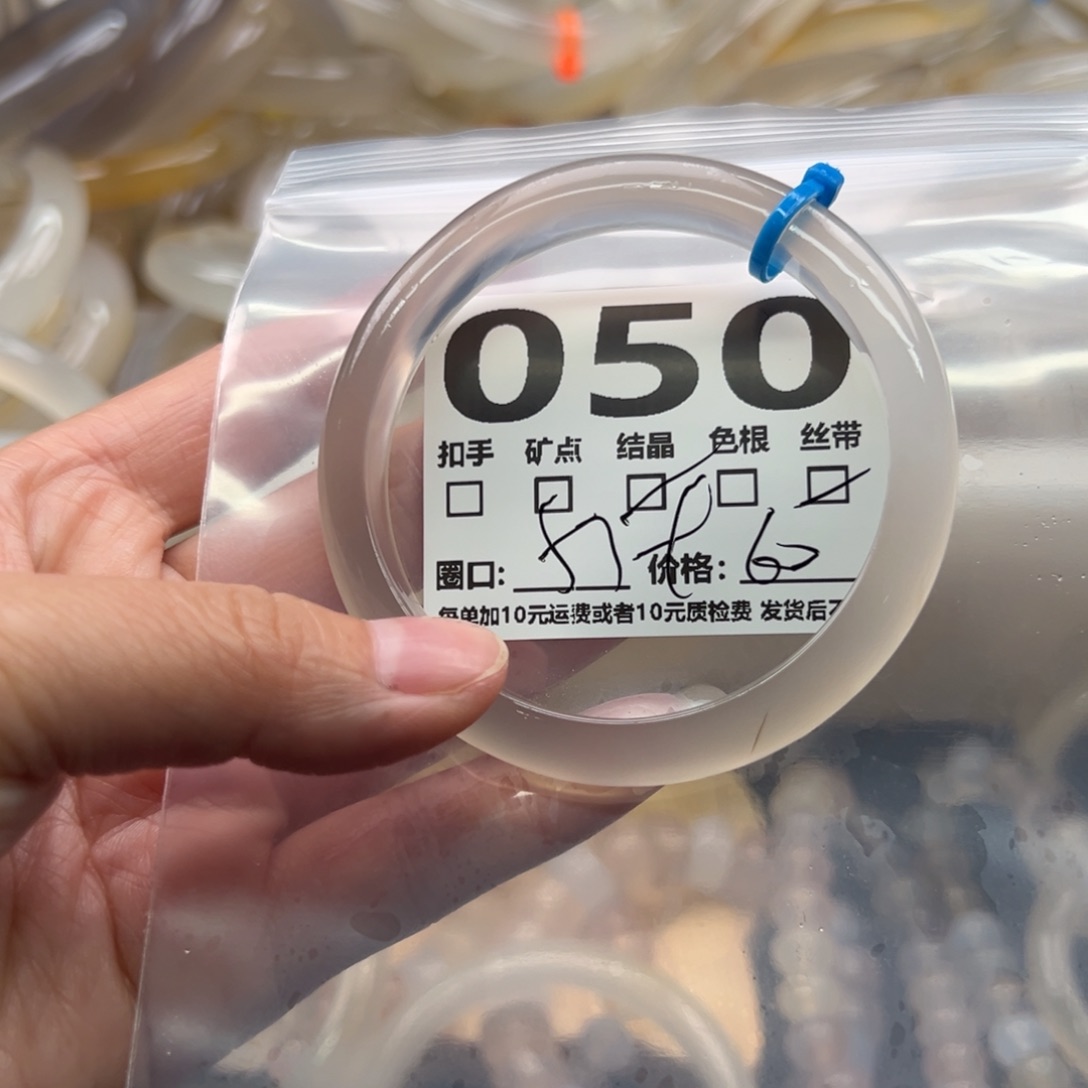 050
扣手 矿点 结晶 色根 丝带
圈口: 57 价格: 60
每单加10元运费或者10元质检费 发货后不